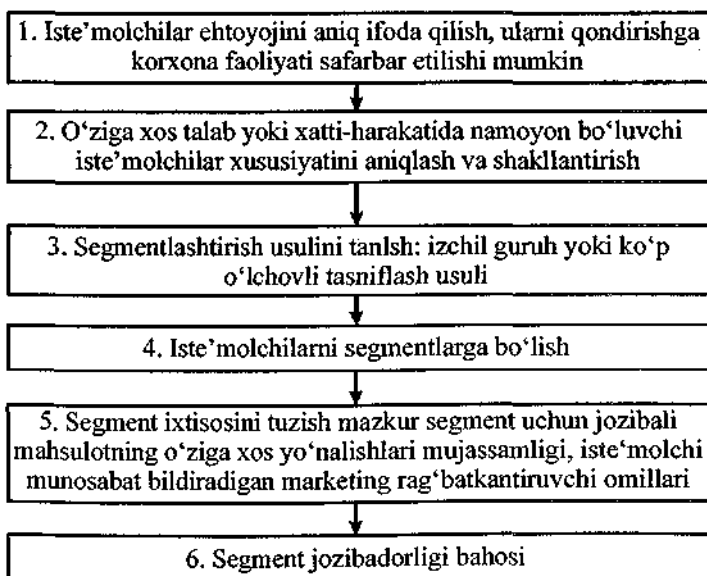 1. Iste’molchilar ehtoyojini aniq ifoda qilish, ularni qondirishga
korxona faoliyati safarbar etilishi mumkin
2. O‘ziga xos talab yoki xatti-harakatida namoyon bo‘luvchi
iste’molchilar xususiyatini aniqlash va shakllantirish
3. Segmentlashtirish usulini tanlsh: izchil guruh yoki ko‘p
o‘lchovli tasniflash usuli
4. Iste’molchilarni segmentlarga bo‘lish
5. Segment ixtisosini tuzish mazkur segment uchun jozibali
mahsulotning o‘ziga xos yo‘nalishlari mujassamligi, iste‘molchi
munosabat bildiradigan marketing rag‘batkantiruvchi omillari
6. Segment jozibadorligi bahosi